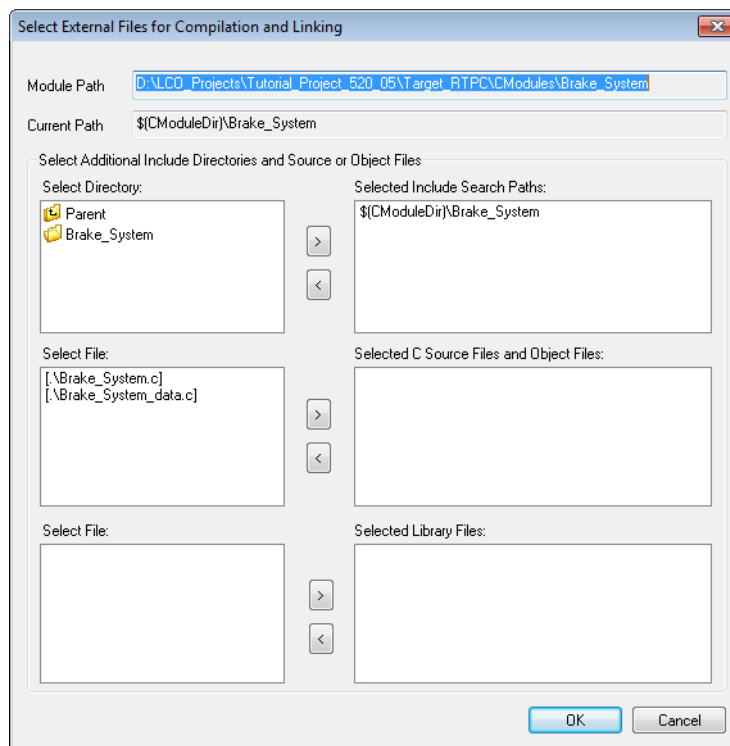 Select External Files for Compilation and Linking
Module Path D:\LCO_Projects\Tutorial_Project_520_05\Target_RTPC\CModules\Brake_System
Current Path $(CModuleDir)\Brake_System
Select Additional Include Directories and Source or Object Files
Select Directory:
Parent
Brake_System
>
<
Selected Include Search Paths:
$(CModuleDir)\Brake_System
Select File:
[.\Brake_System.c]
[.\Brake_System_data.c]
>
<
Selected C Source Files and Object Files:
Select File:
>
<
Selected Library Files:
OK Cancel